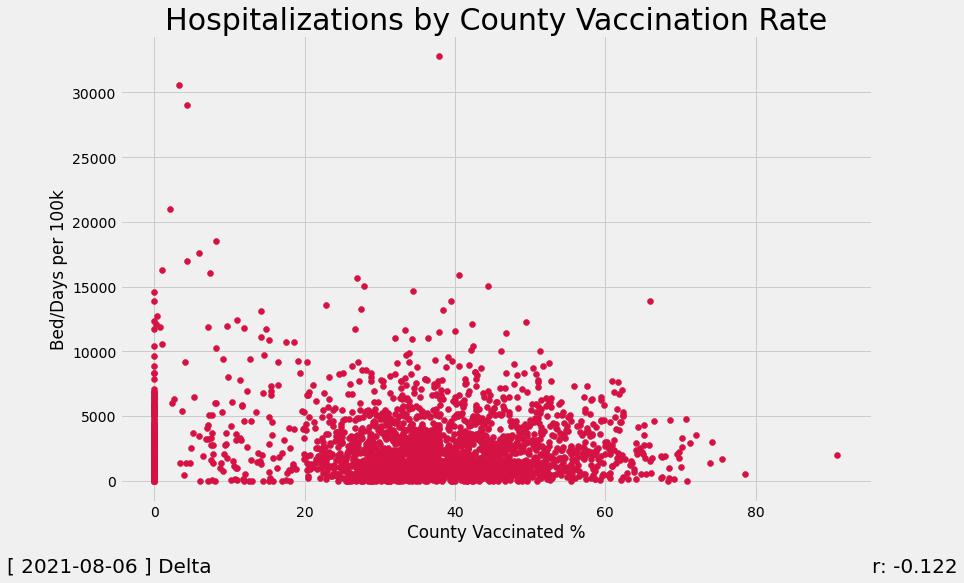 Hospitalizations by County Vaccination Rate
Bed/Days per 100k
30000
25000
20000
15000
10000
5000
0
0 20 40 60 80
County Vaccinated %
[ 2021-08-06 ] Delta
r: -0.122